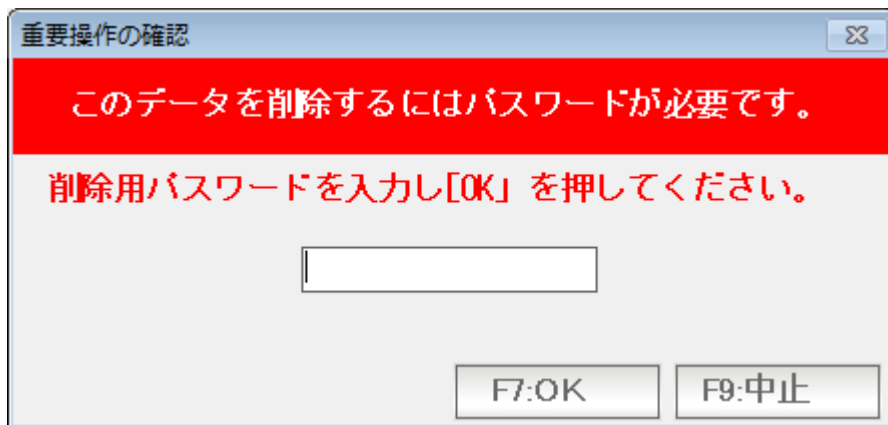 重要操作の確認
このデータを削除するにはパスワードが必要です。
削除用パスワードを入力し[OK」を押してください。
F7:OK
F9:中止